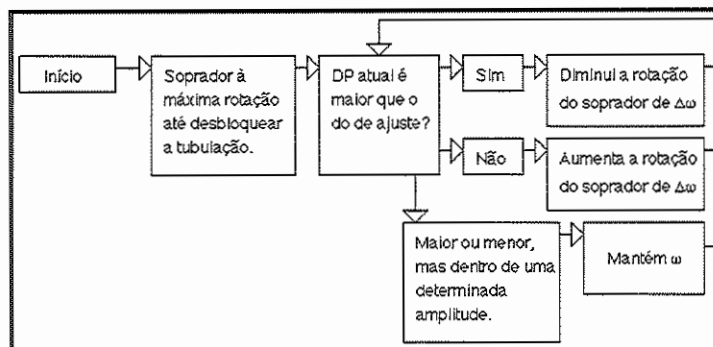 Início
Soprador à
máxima rotação
até desbloquear
a tubulação.
DP atual é
maior que o
do de ajuste?
Sim
Diminui a rotação
do soprador de Δω
Não
Aumenta a rotação
do soprador de Δω
Maior ou menor,
mas dentro de uma
determinada
amplitude.
Mantém ω